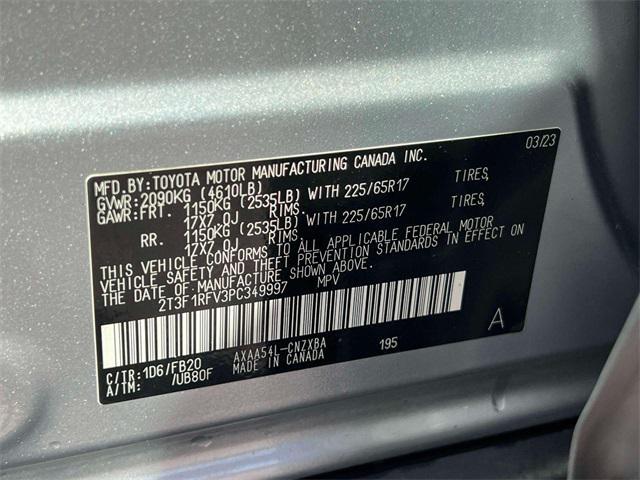 03/23
MFD.BY:TOYOTA MOTOR MANUFACTURING CANADA INC.
GVWR:2090KG (4610LB)
GAWR:FRT. 1150KG (2535LB) WITH 225/65R17 TIRES,
17X7.0J RIMS.
RR. 1150KG (2535LB) WITH 225/65R17 TIRES,
17X7.0J RIMS.
THIS VEHICLE CONFORMS TO ALL APPLICABLE FEDERAL MOTOR
VEHICLE SAFETY AND THEFT PREVENTION STANDARDS IN EFFECT ON
THE DATE OF MANUFACTURE SHOWN ABOVE.
2T3F1RFV3PC349997 MPV
A
C/TR:1D6/FB20 AXAA54L-CNZXBA 195
A/TM: /UB80F MADE IN CANADA